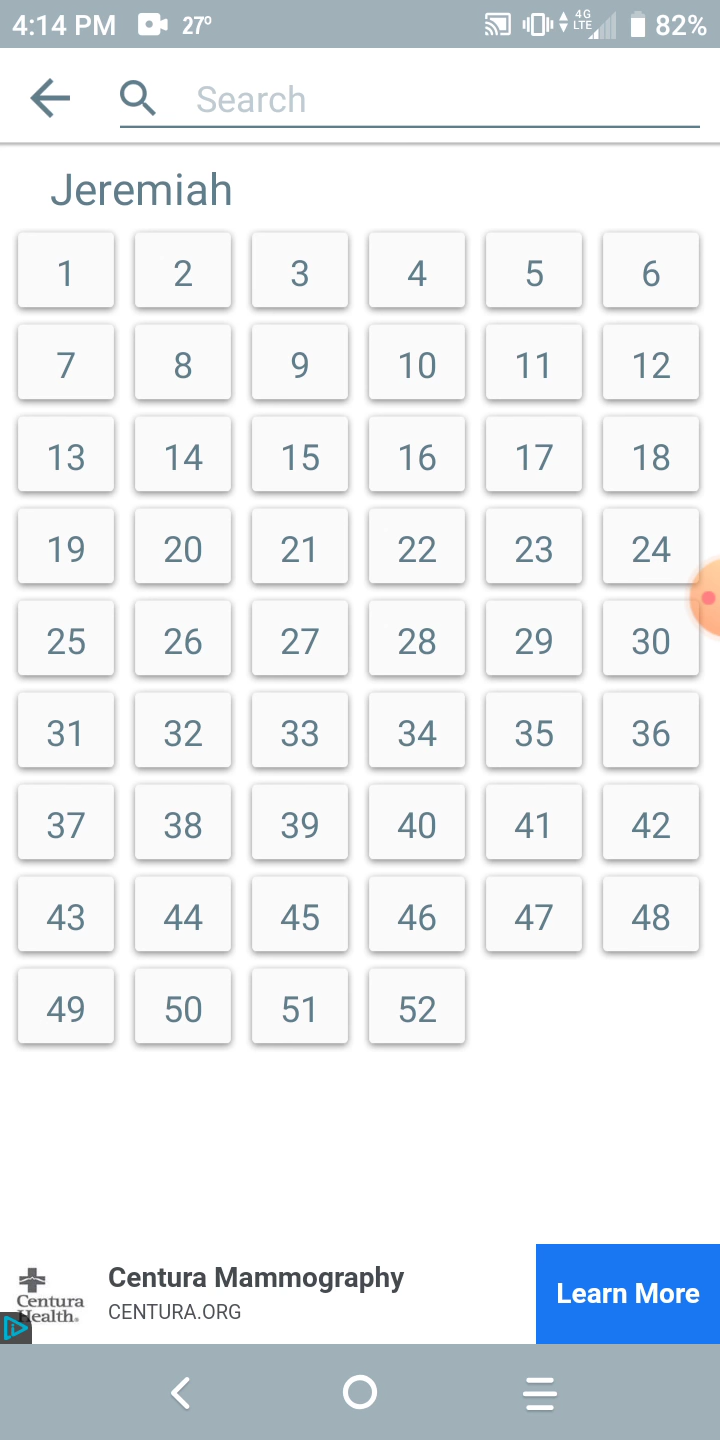 4:14 PM 27° 4G LTE 82%
Search
Jeremiah
1 2 3 4 5 6
7 8 9 10 11 12
13 14 15 16 17 18
19 20 21 22 23 24
25 26 27 28 29 30
31 32 33 34 35 36
37 38 39 40 41 42
43 44 45 46 47 48
49 50 51 52
Centura Health.
Centura Mammography
CENTURA.ORG
Learn More